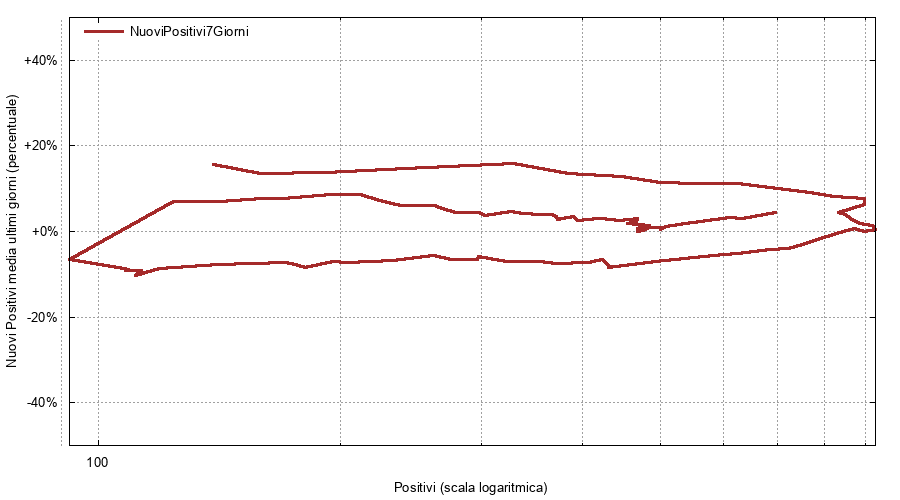 NuoviPositivi7Giorni
+40%
+20%
+0%
-20%
-40%
Nuovi Positivi media ultimi giorni (percentuale)
100
Positivi (scala logaritmica)